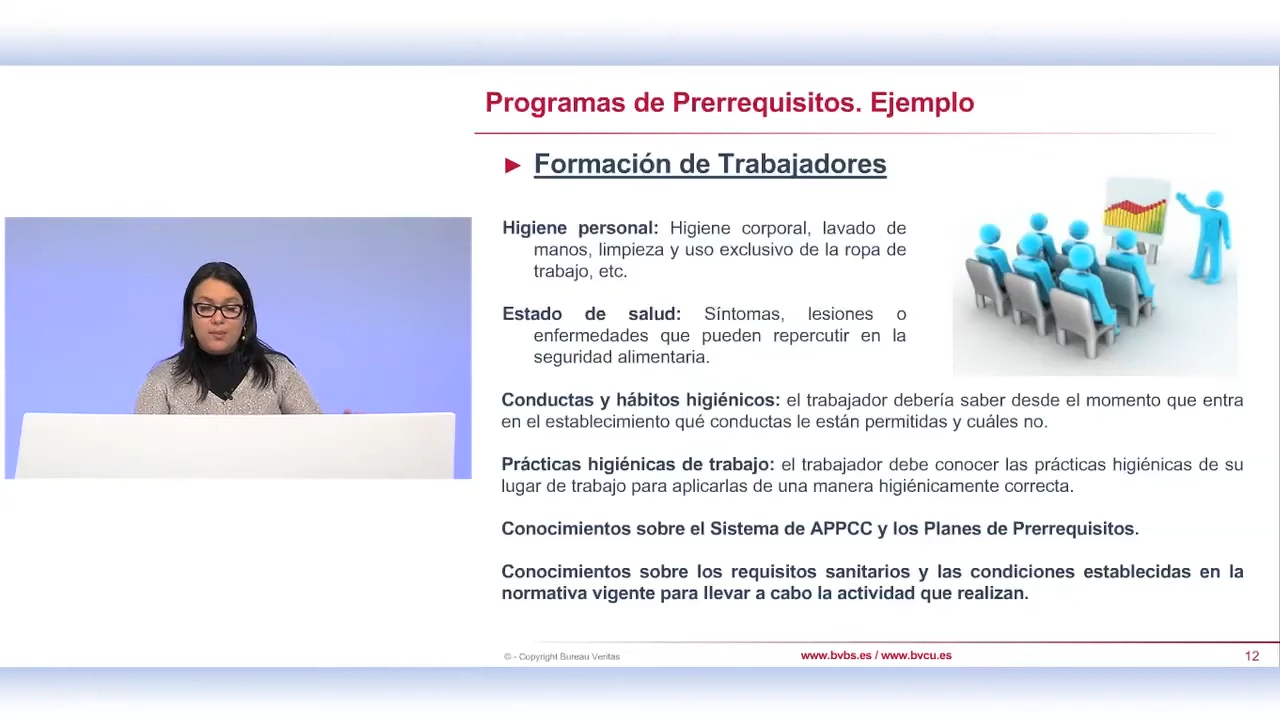 Programas de Prerrequisitos. Ejemplo
► Formación de Trabajadores
Higiene personal: Higiene corporal, lavado de
manos, limpieza y uso exclusivo de la ropa de
trabajo, etc.
Estado de salud: Síntomas, lesiones o
enfermedades que pueden repercutir en la
seguridad alimentaria.
Conductas y hábitos higiénicos: el trabajador debería saber desde el momento que entra
en el establecimiento qué conductas le están permitidas y cuáles no.
Prácticas higiénicas de trabajo: el trabajador debe conocer las prácticas higiénicas de su
lugar de trabajo para aplicarlas de una manera higiénicamente correcta.
Conocimientos sobre el Sistema de APPCC y los Planes de Prerrequisitos.
Conocimientos sobre los requisitos sanitarios y las condiciones establecidas en la
normativa vigente para llevar a cabo la actividad que realizan.
© - Copyright Bureau Veritas
www.bvbs.es / www.bvcu.es
12